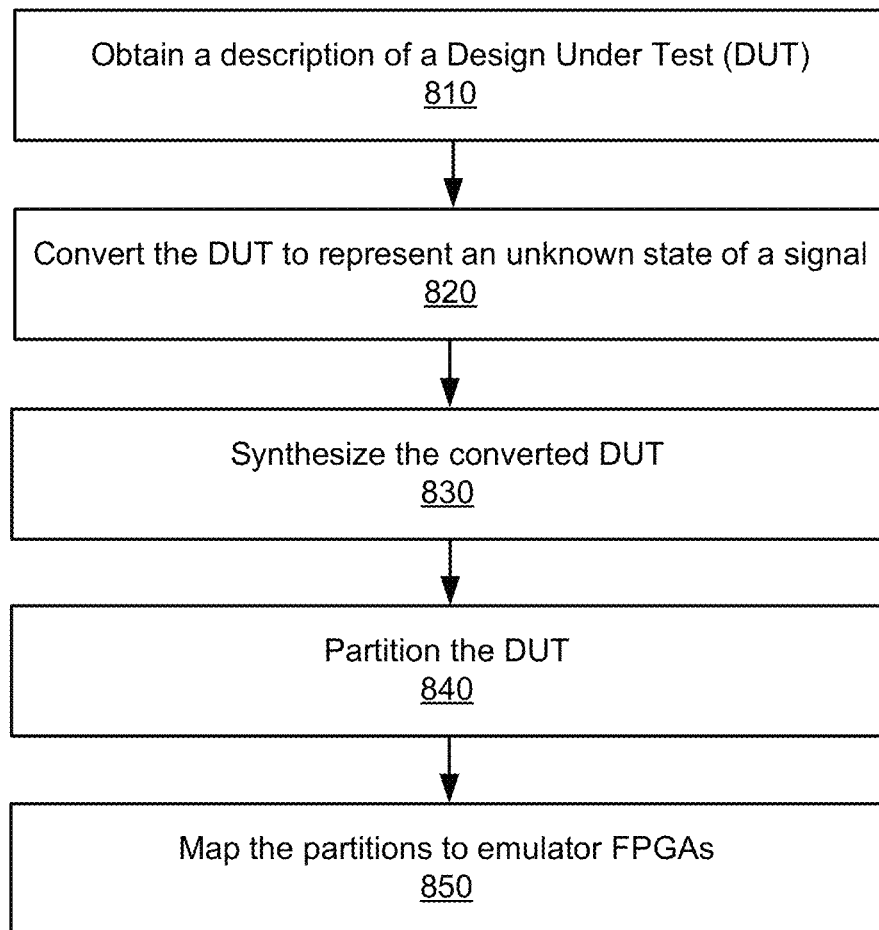 Obtain a description of a Design Under Test (DUT)
810
Convert the DUT to represent an unknown state of a signal
820
Synthesize the converted DUT
830
Partition the DUT
840
Map the partitions to emulator FPGAs
850